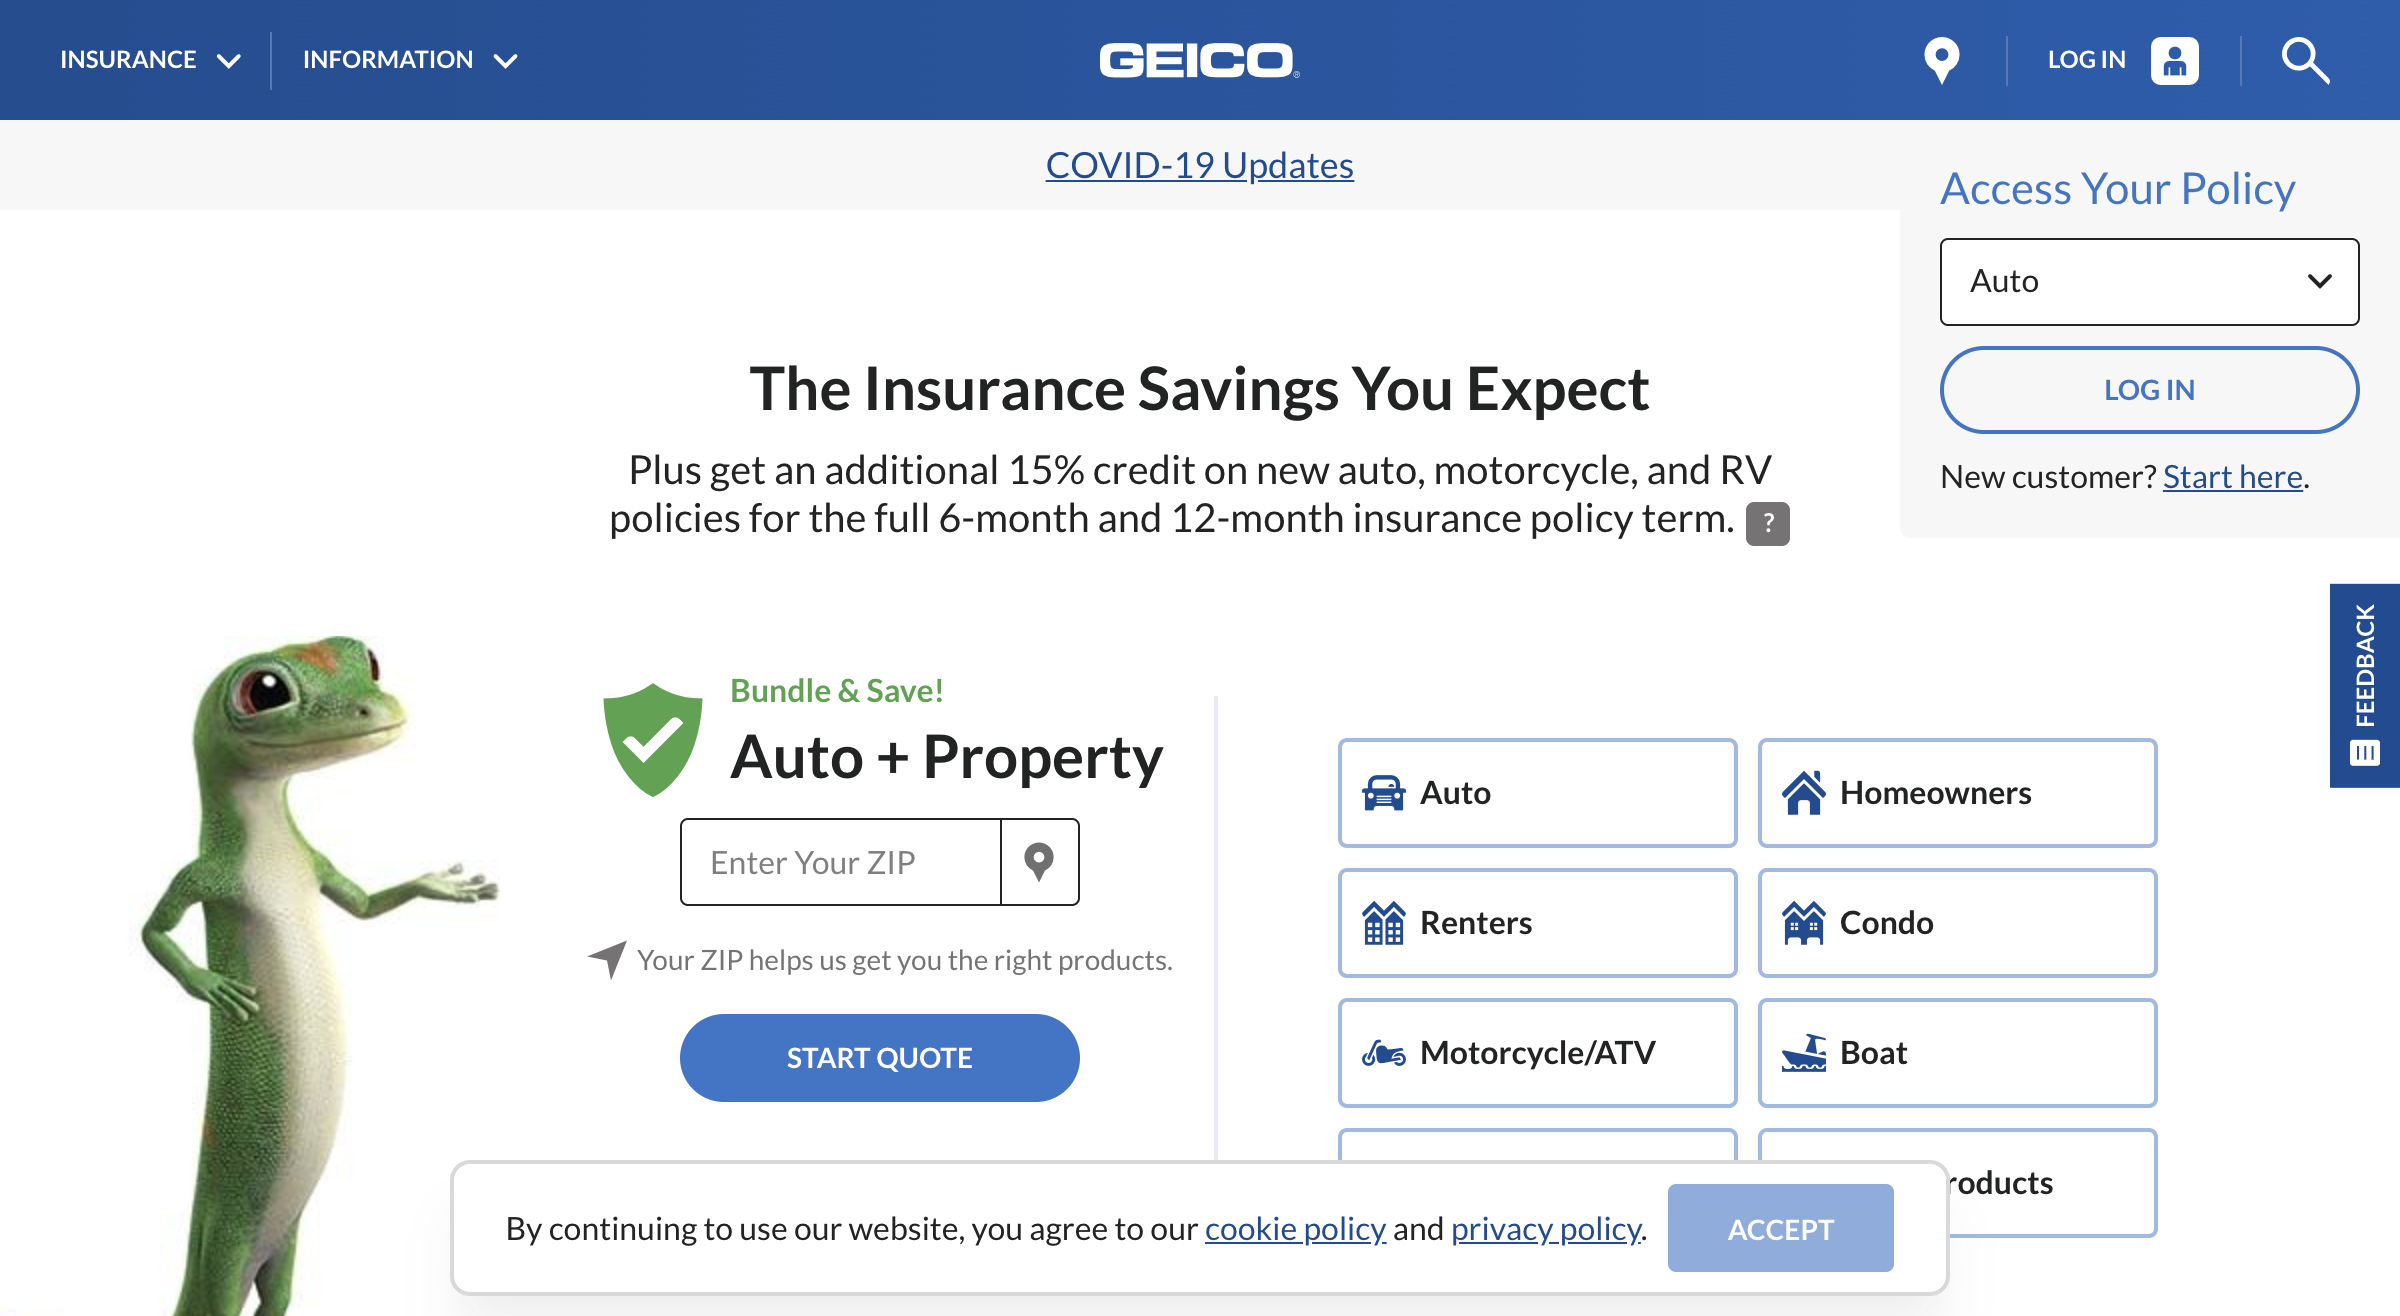 INSURANCE
INFORMATION
GEICO
LOG IN
COVID-19 Updates
Access Your Policy
Auto
LOG IN
New customer? Start here.
The Insurance Savings You Expect
Plus get an additional 15% credit on new auto, motorcycle, and RV
policies for the full 6-month and 12-month insurance policy term. ?
FEEDBACK
Bundle & Save!
Auto + Property
Enter Your ZIP
Your ZIP helps us get you the right products.
START QUOTE
Auto
Homeowners
Renters
Condo
Motorcycle/ATV
Boat
By continuing to use our website, you agree to our cookie policy and privacy policy.
ACCEPT